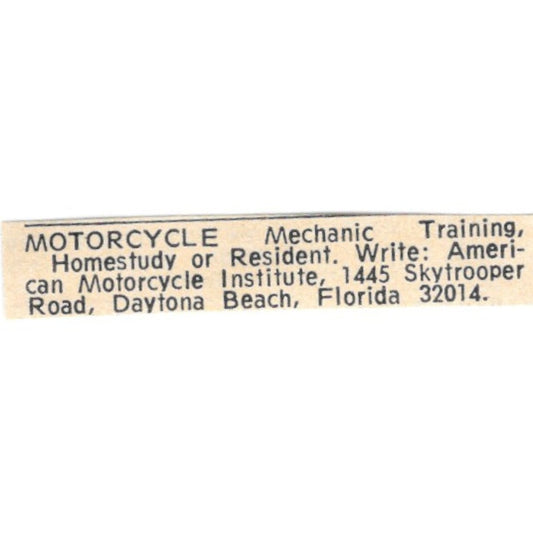 MOTORCYCLE Mechanic Training,
Homestudy or Resident. Write: Ameri-
can Motorcycle Institute, 1445 Skytrooper
Road, Daytona Beach, Florida 32014.